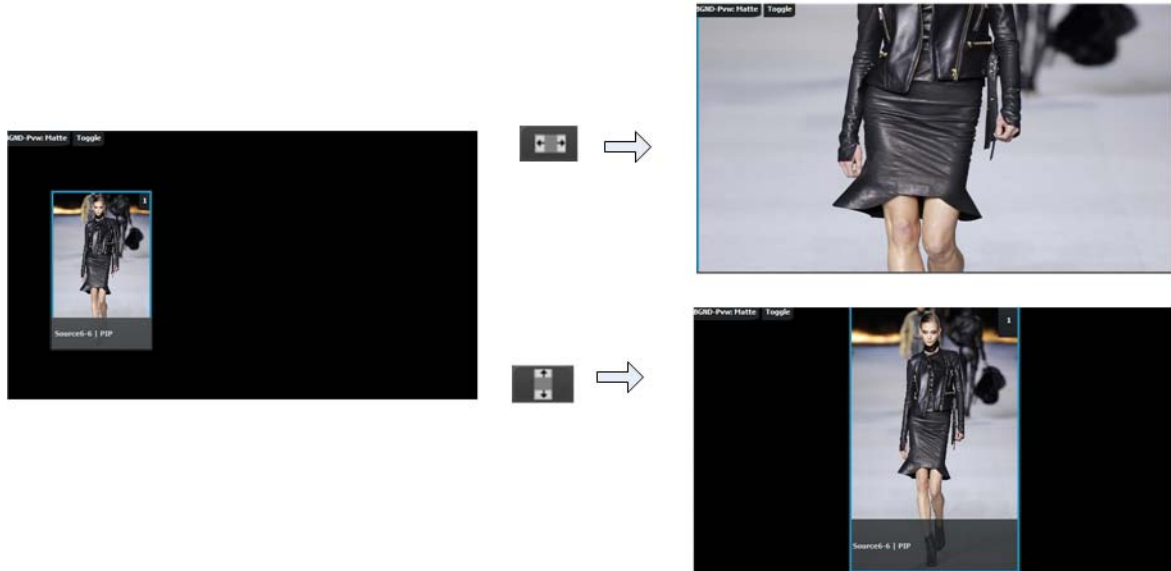 BGND-Pvw: Matte Toggle
1
Source6-6 | PIP
BGND-Pvw: Matte Toggle
BGND-Pvw: Matte Toggle
1
Source6-6 | PIP